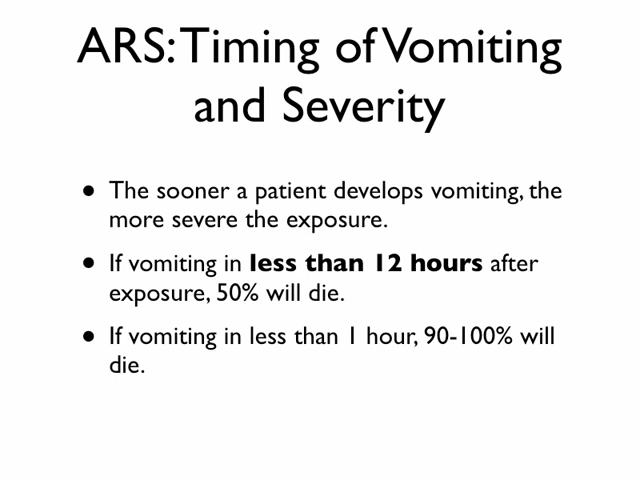 ARS: Timing of Vomiting
and Severity
• The sooner a patient develops vomiting, the
more severe the exposure.
• If vomiting in less than 12 hours after
exposure, 50% will die.
• If vomiting in less than 1 hour, 90-100% will
die.